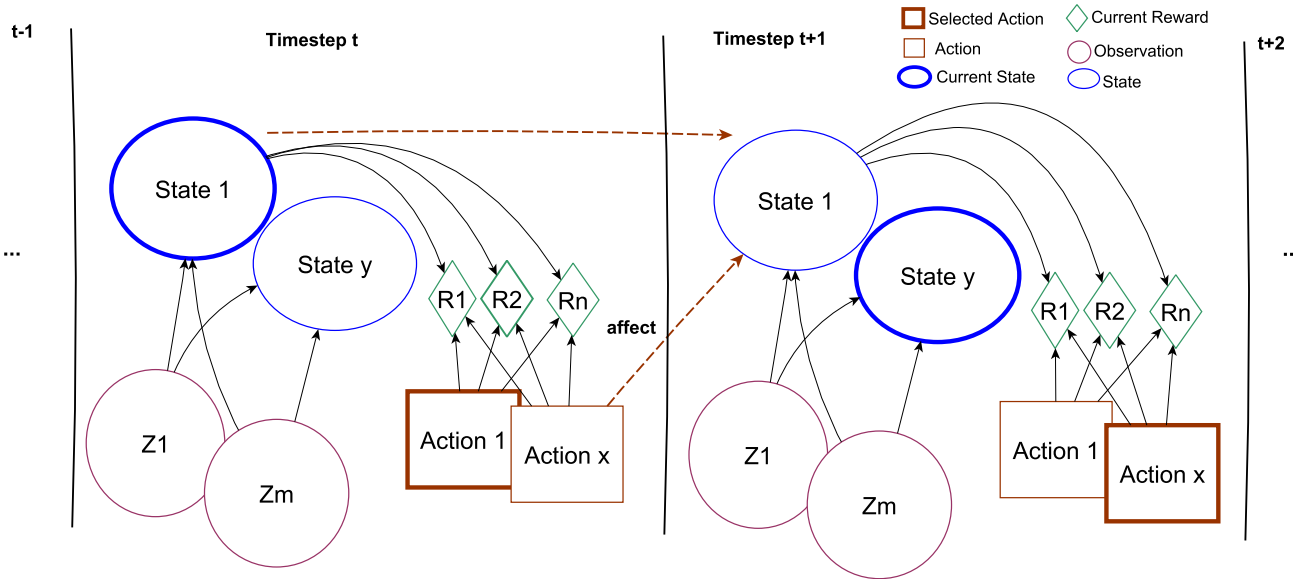 t-1
Timestep t
Timestep t+1
t+2
Selected Action
Current Reward
Action
Observation
Current State
State
State 1
State y
R1
R2
Rn
affect
Z1
Zm
Action 1
Action x
State 1
State y
R1
R2
Rn
Z1
Zm
Action 1
Action x
...
..